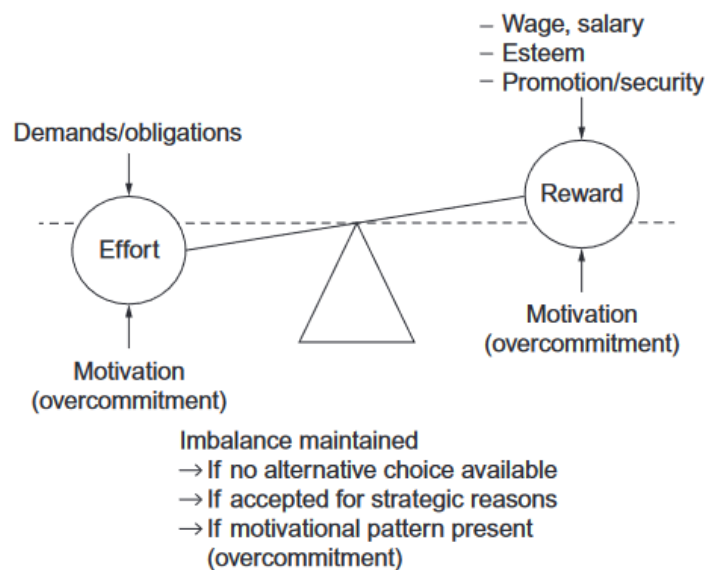 – Wage, salary
– Esteem
– Promotion/security
Demands/obligations
Reward
Effort
Motivation
(overcommitment)
Motivation
(overcommitment)
Imbalance maintained
→ If no alternative choice available
→ If accepted for strategic reasons
→ If motivational pattern present
(overcommitment)